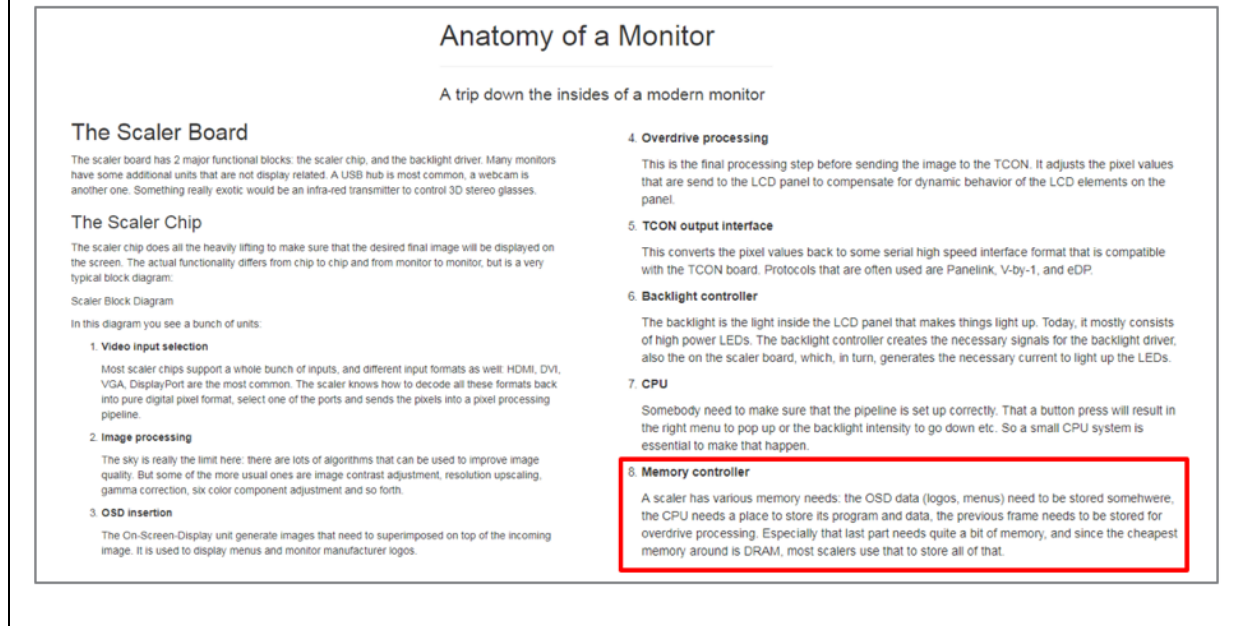 Anatomy of a Monitor
A trip down the insides of a modern monitor
The Scaler Board
The scaler board has 2 major functional blocks: the scaler chip, and the backlight driver. Many monitors
have some additional units that are not display related. A USB hub is most common, a webcam is
another one. Something really exotic would be an infra-red transmitter to control 3D stereo glasses.
The Scaler Chip
The scaler chip does all the heavily lifting to make sure that the desired final image will be displayed on
the screen. The actual functionality differs from chip to chip and from monitor to monitor, but is a very
typical block diagram:
Scaler Block Diagram
In this diagram you see a bunch of units:
1. Video input selection
Most scaler chips support a whole bunch of inputs, and different input formats as well: HDMI, DVI,
VGA, DisplayPort are the most common. The scaler knows how to decode all these formats back
into pure digital pixel format, select one of the ports and sends the pixels into a pixel processing
pipeline.
2. Image processing
The sky is really the limit here: there are lots of algorithms that can be used to improve image
quality. But some of the more usual ones are image contrast adjustment, resolution upscaling,
gamma correction, six color component adjustment and so forth.
3. OSD insertion
The On-Screen-Display unit generate images that need to superimposed on top of the incoming
image. It is used to display menus and monitor manufacturer logos.
4. Overdrive processing
This is the final processing step before sending the image to the TCON. It adjusts the pixel values
that are send to the LCD panel to compensate for dynamic behavior of the LCD elements on the
panel.
5. TCON output interface
This converts the pixel values back to some serial high speed interface format that is compatible
with the TCON board. Protocols that are often used are Panelink, V-by-1, and eDP.
6. Backlight controller
The backlight is the light inside the LCD panel that makes things light up. Today, it mostly consists
of high power LEDs. The backlight controller creates the necessary signals for the backlight driver,
also the on the scaler board, which, in turn, generates the necessary current to light up the LEDs.
7. CPU
Somebody need to make sure that the pipeline is set up correctly. That a button press will result in
the right menu to pop up or the backlight intensity to go down etc. So a small CPU system is
essential to make that happen.
8. Memory controller
A scaler has various memory needs: the OSD data (logos, menus) need to be stored somehwere,
the CPU needs a place to store its program and data, the previous frame needs to be stored for
overdrive processing. Especially that last part needs quite a bit of memory, and since the cheapest
memory around is DRAM, most scalers use that to store all of that.